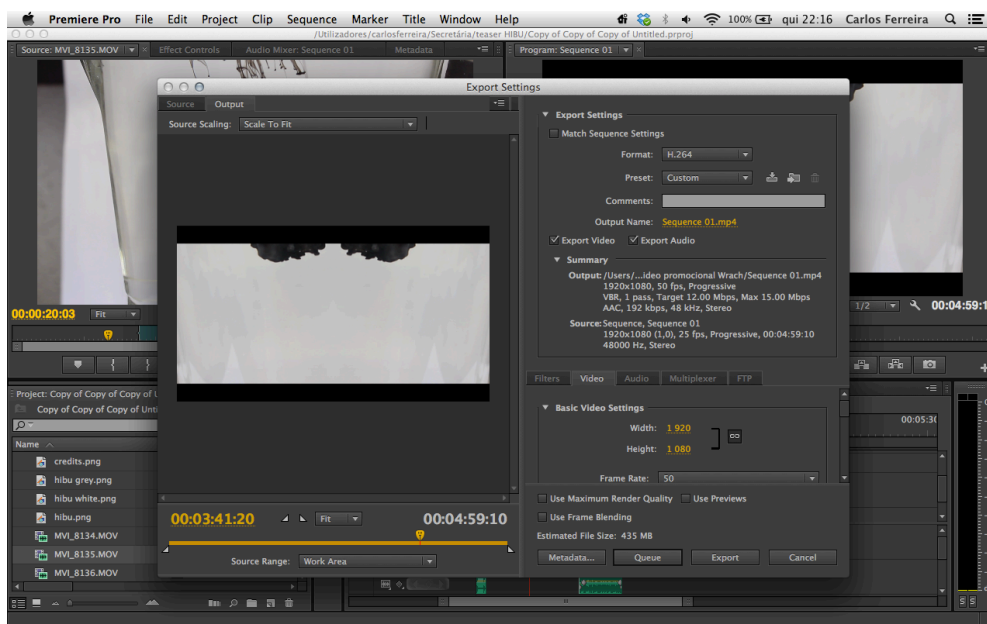 Premiere Pro File Edit Project Clip Sequence Marker Title Window Help 100% qui 22:16 Carlos Ferreira
/Utilizadores/carlosferreira/Secretária/teaser HIBU/Copy of Copy of Copy of Untitled.prproj
Source: MVI_8135.MOV Effect Controls Audio Mixer: Sequence 01 Metadata Program: Sequence 01
Export Settings
Source Output
Source Scaling: Scale To Fit
Export Settings
Match Sequence Settings
Format: H.264
Preset: Custom
Comments:
Output Name: Sequence 01.mp4
Export Video Export Audio
Summary
Output: /Users/...ideo promocional Wrach/Sequence 01.mp4
1920x1080, 50 fps, Progressive
VBR, 1 pass, Target 12.00 Mbps, Max 15.00 Mbps
AAC, 192 kbps, 48 kHz, Stereo
Source: Sequence, Sequence 01
1920x1080 (1,0), 25 fps, Progressive, 00:04:59:10
48000 Hz, Stereo
00:00:20:03 Fit
1/2 00:04:59:1
Filters Video Audio Multiplexer FTP
Basic Video Settings
Width: 1 920
Height: 1 080
Frame Rate: 50
Use Maximum Render Quality Use Previews
Use Frame Blending
Estimated File Size: 435 MB
Metadata... Queue Export Cancel
00:03:41:20 Fit 00:04:59:10
Source Range: Work Area
Project: Copy of Copy of Copy of U
Copy of Copy of Copy of Unti
Name
credits.png
hibu grey.png
hibu white.png
hibu.png
MVI_8134.MOV
MVI_8135.MOV
MVI_8136.MOV
00:05:30
S S